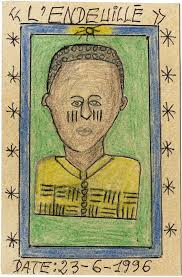 « L'ENDEUILLÉ »
DATE: 23-6-1996